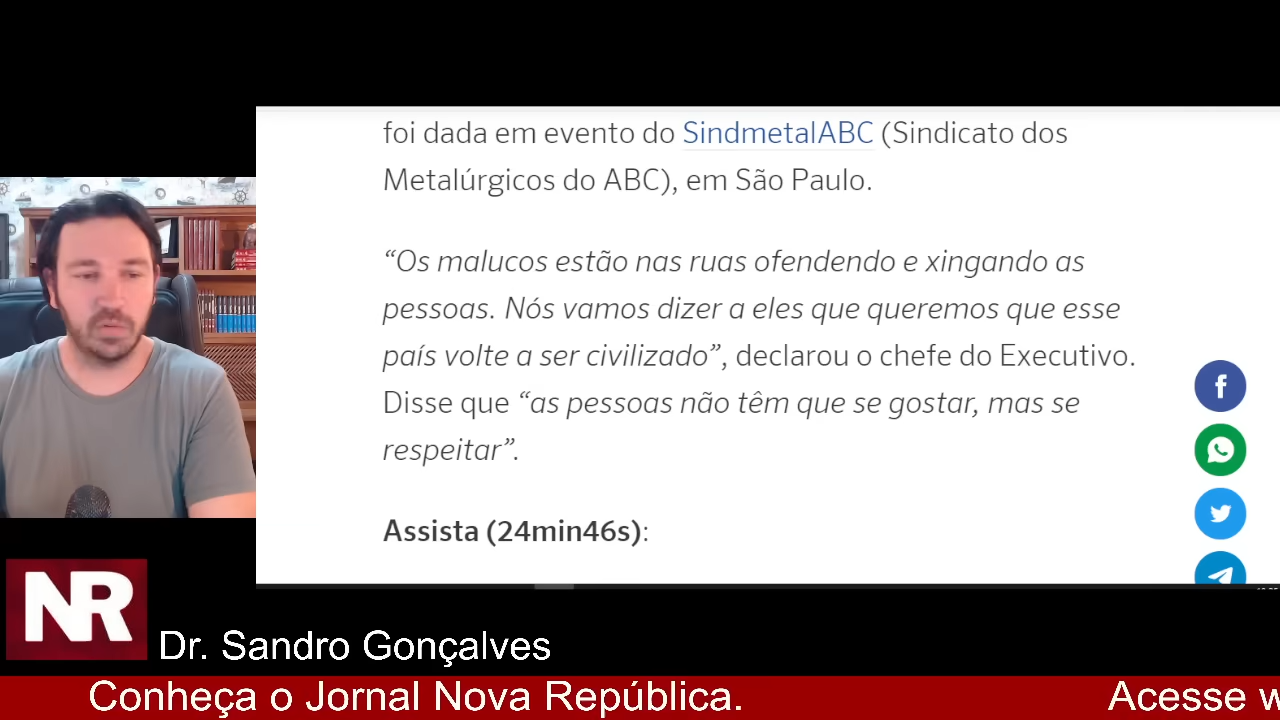 foi dada em evento do SindmetalABC (Sindicato dos
Metalúrgicos do ABC), em São Paulo.
“Os malucos estão nas ruas ofendendo e xingando as
pessoas. Nós vamos dizer a eles que queremos que esse
país volte a ser civilizado”, declarou o chefe do Executivo.
Disse que “as pessoas não têm que se gostar, mas se
respeitar”.
Assista (24min46s):
NR
Dr. Sandro Gonçalves
Conheça o Jornal Nova República. Acesse w